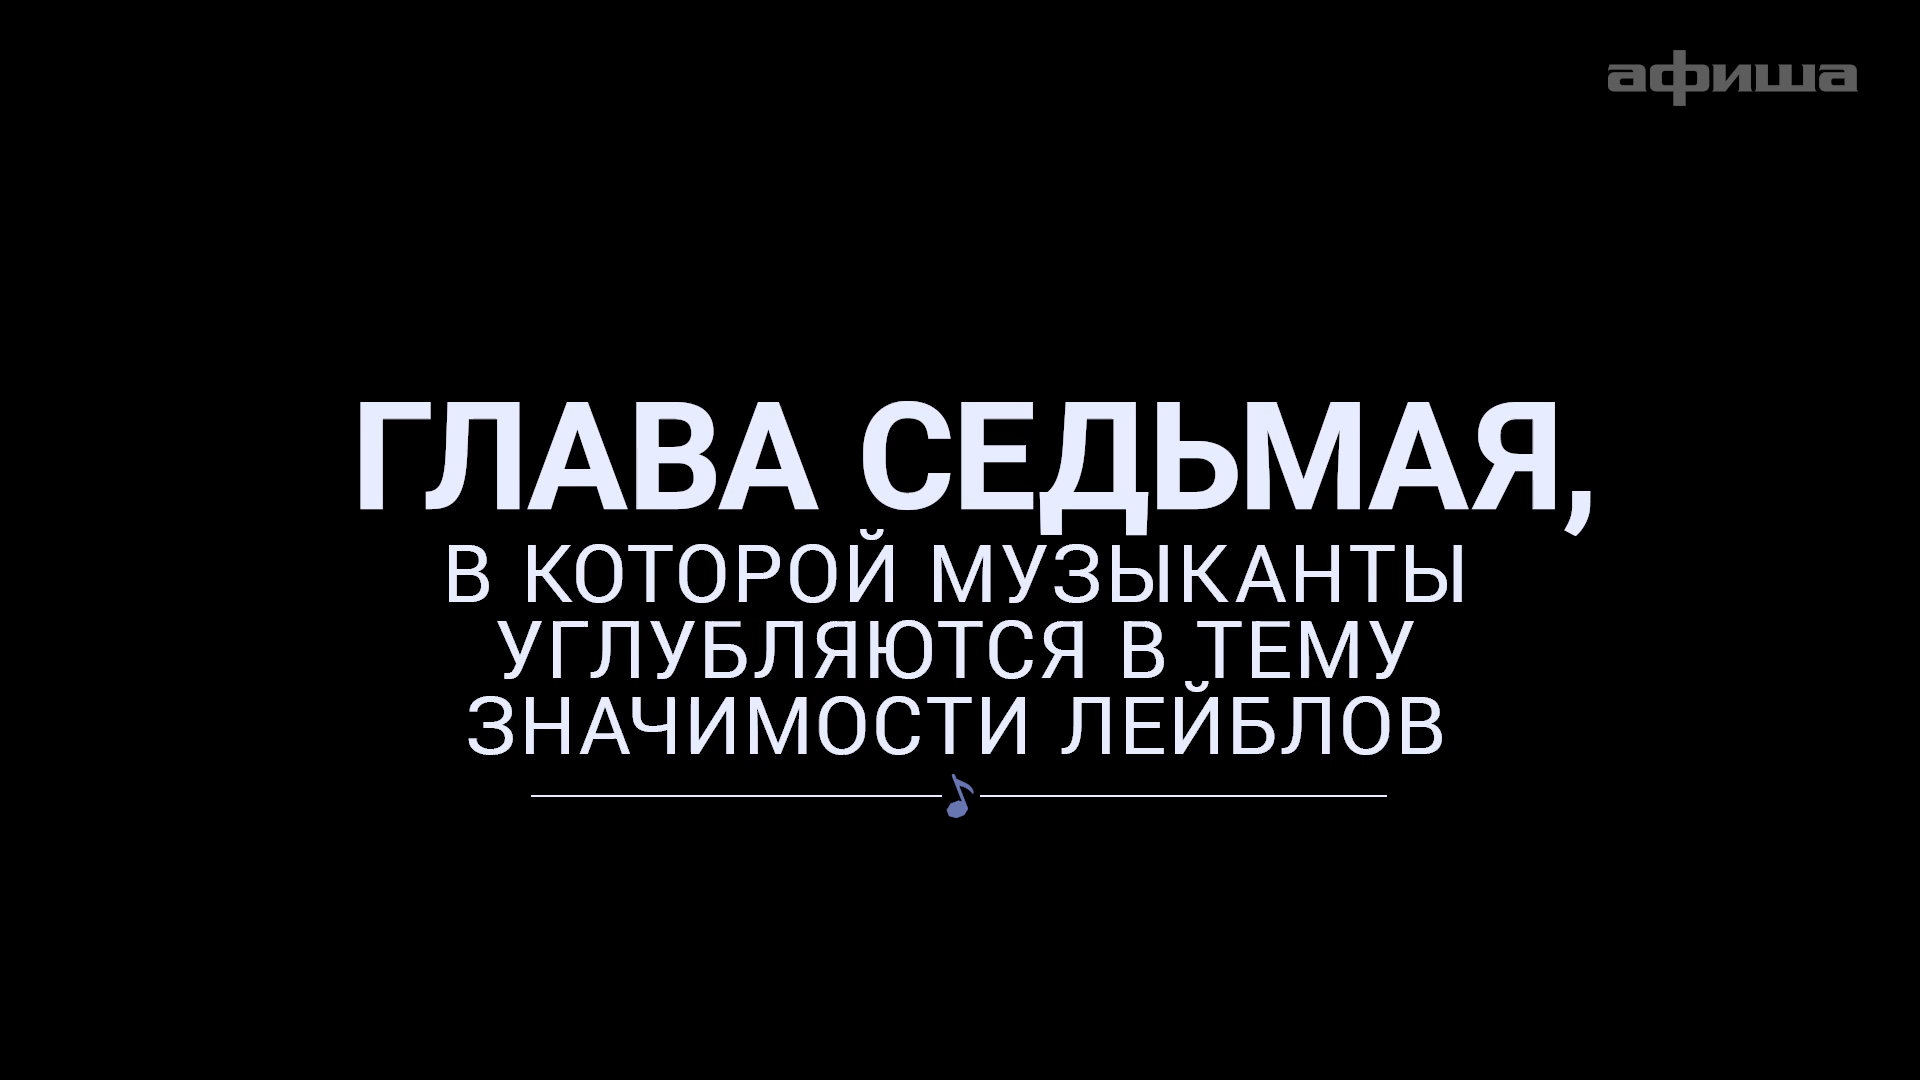 афиша
ГЛАВА СЕДЬМАЯ,
В КОТОРОЙ МУЗЫКАНТЫ
УГЛУБЛЯЮТСЯ В ТЕМУ
ЗНАЧИМОСТИ ЛЕЙБЛОВ